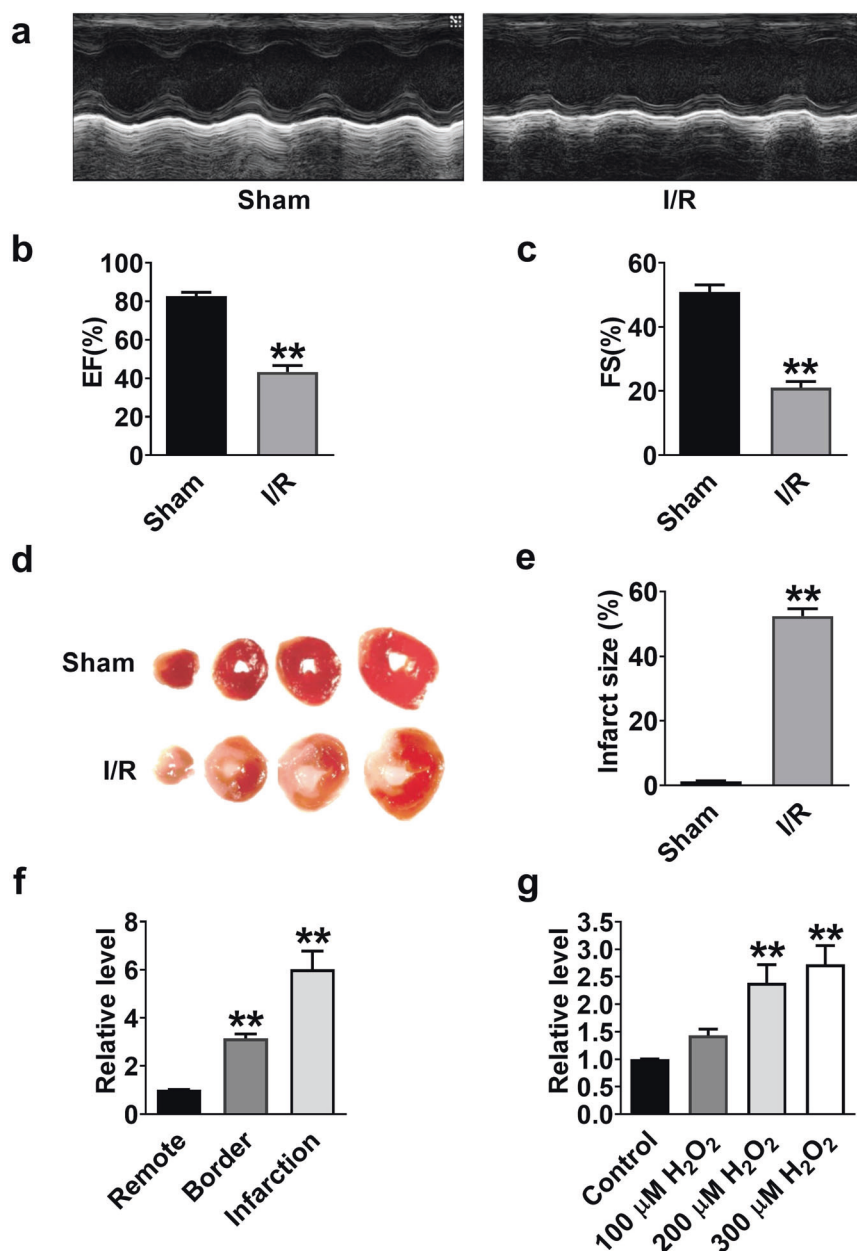 a
Sham
I/R
b
EF(%)
100
80
60
40
20
0
**
Sham
I/R
c
FS(%)
60
40
20
0
**
Sham
I/R
d
Sham
I/R
e
Infarct size (%)
60
40
20
0
**
Sham
I/R
f
Relative level
8
6
4
2
0
**
**
Remote
Border
Infarction
g
Relative level
3.5
3.0
2.5
2.0
1.5
1.0
0.5
0.0
**
**
Control
100 μM H₂O₂
200 μM H₂O₂
300 μM H₂O₂